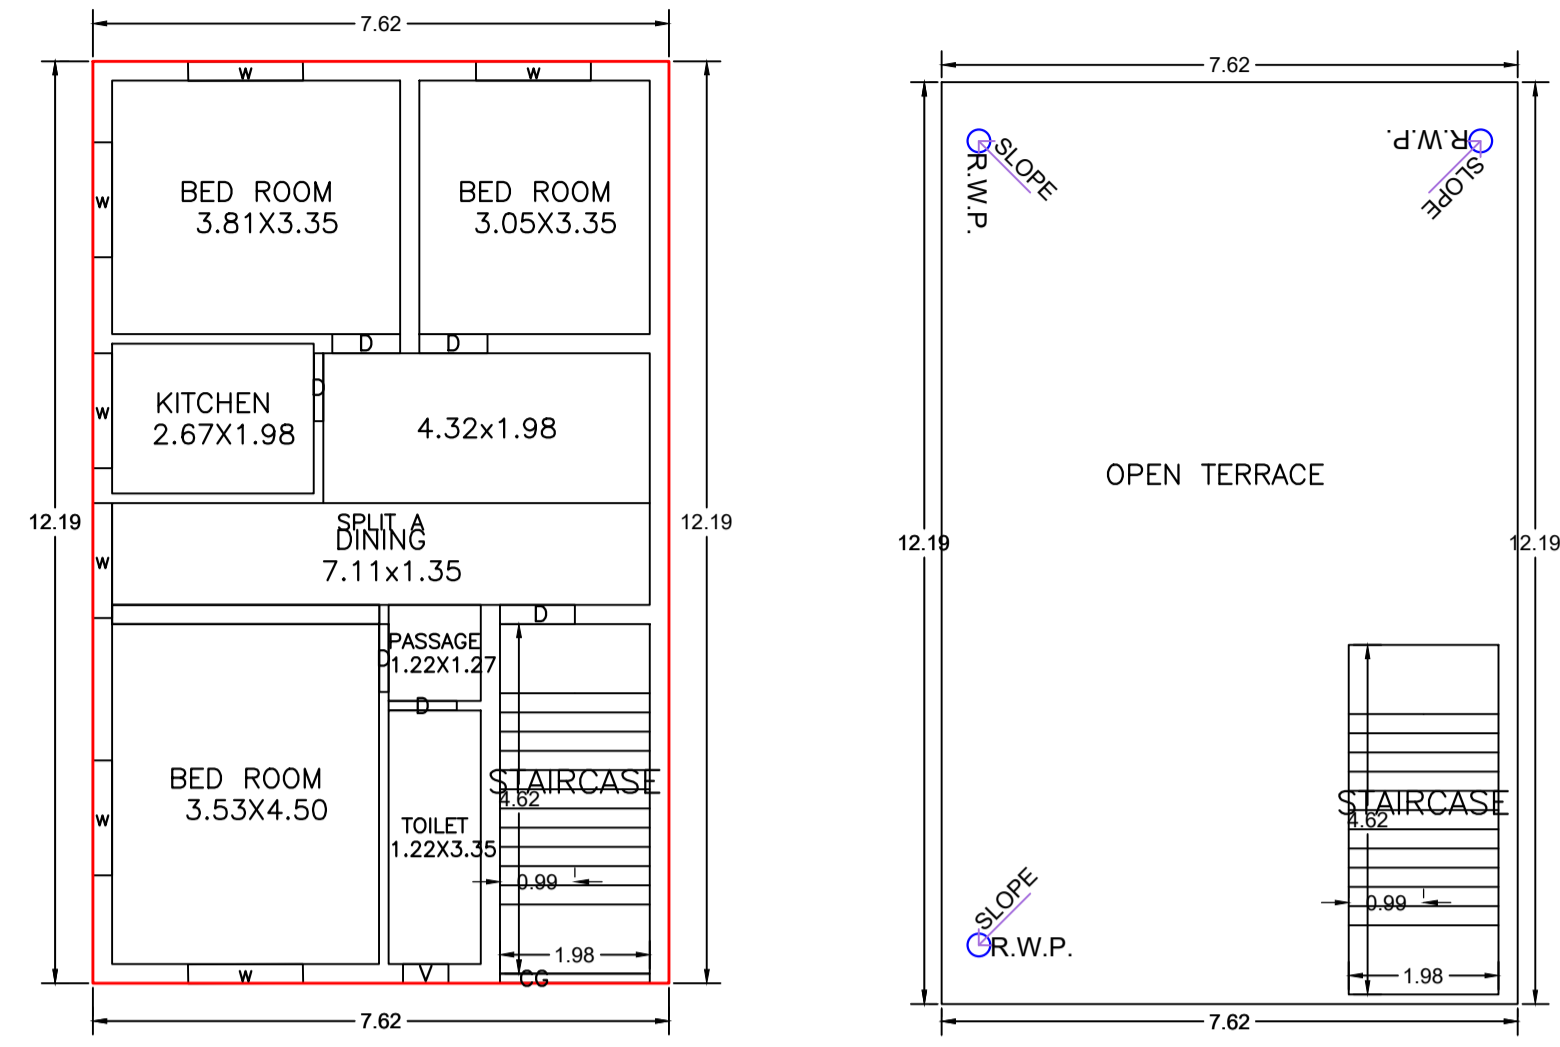 7.62
W
W
BED ROOM
3.81X3.35
BED ROOM
3.05X3.35
W
D
D
W
KITCHEN
2.67X1.98
D
4.32x1.98
12.19
12.19
SPLIT A
DINING
7.11x1.35
W
D
PASSAGE
1.22X1.27
D
D
BED ROOM
3.53X4.50
W
TOILET
1.22X3.35
STAIRCASE
4.62
0.99
1.98
W
V
CG
7.62
7.62
R.W.P.
SLOPE
R.W.P.
SLOPE
OPEN TERRACE
12.19
12.19
STAIRCASE
4.62
0.99
1.98
SLOPE
R.W.P.
7.62